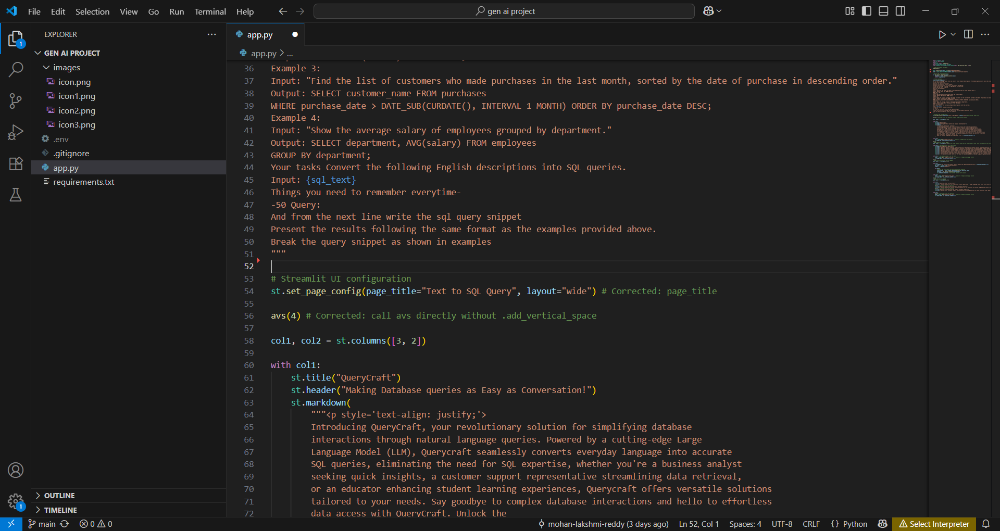 File Edit Selection View Go Run Terminal Help
gen ai project
EXPLORER
GEN AI PROJECT
images
icon.png
icon1.png
icon2.png
icon3.png
.env
.gitignore
app.py
requirements.txt
OUTLINE
TIMELINE
1
1
app.py
app.py > ...
36 Example 3:
37 Input: "Find the list of customers who made purchases in the last month, sorted by the date of purchase in descending order."
38 Output: SELECT customer_name FROM purchases
39 WHERE purchase_date > DATE_SUB(CURDATE(), INTERVAL 1 MONTH) ORDER BY purchase_date DESC;
40 Example 4:
41 Input: "Show the average salary of employees grouped by department."
42 Output: SELECT department, AVG(salary) FROM employees
43 GROUP BY department;
44 Your tasks Convert the following English descriptions into SQL queries.
45 Input: {sql_text}
46 Things you need to remember everytime-
47 -50 Query:
48 And from the next line write the sql query snippet
49 Present the results following the same format as the examples provided above.
50 Break the query snippet as shown in examples
51 """
52
53 # Streamlit UI configuration
54 st.set_page_config(page_title="Text to SQL Query", layout="wide") # Corrected: page_title
55
56 avs(4) # Corrected: call avs directly without .add_vertical_space
57
58 col1, col2 = st.columns([3, 2])
59
60 with col1:
61 st.title("QueryCraft")
62 st.header("Making Database queries as Easy as Conversation!")
63 st.markdown(
64 """<p style='text-align: justify;'>
65 Introducing QueryCraft, your revolutionary solution for simplifying database
66 interactions through natural language queries. Powered by a cutting-edge Large
67 Language Model (LLM), Querycraft seamlessly converts everyday language into accurate
68 SQL queries, eliminating the need for SQL expertise, whether you're a business analyst
69 seeking quick insights, a customer support representative streamlining data retrieval,
70 or an educator enhancing student learning experiences, Querycraft offers versatile solutions
71 tailored to your needs. Say goodbye to complex database interactions and hello to effortless
72 data access with QueryCraft. Unlock the
main 0 0 mohan-lakshmi-reddy (3 days ago) Ln 52, Col 1 Spaces: 4 UTF-8 CRLF {} Python Select Interpreter